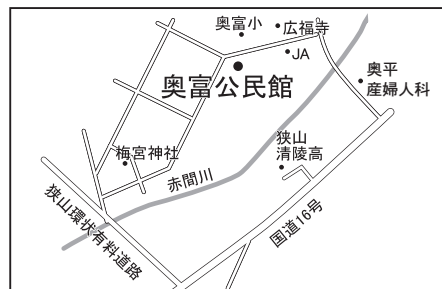 奥富小
広福寺
JA
奥富公民館
奥平
産婦人科
梅宮神社
狭山
清陵高
赤間川
狭山環状有料道路
国道16号